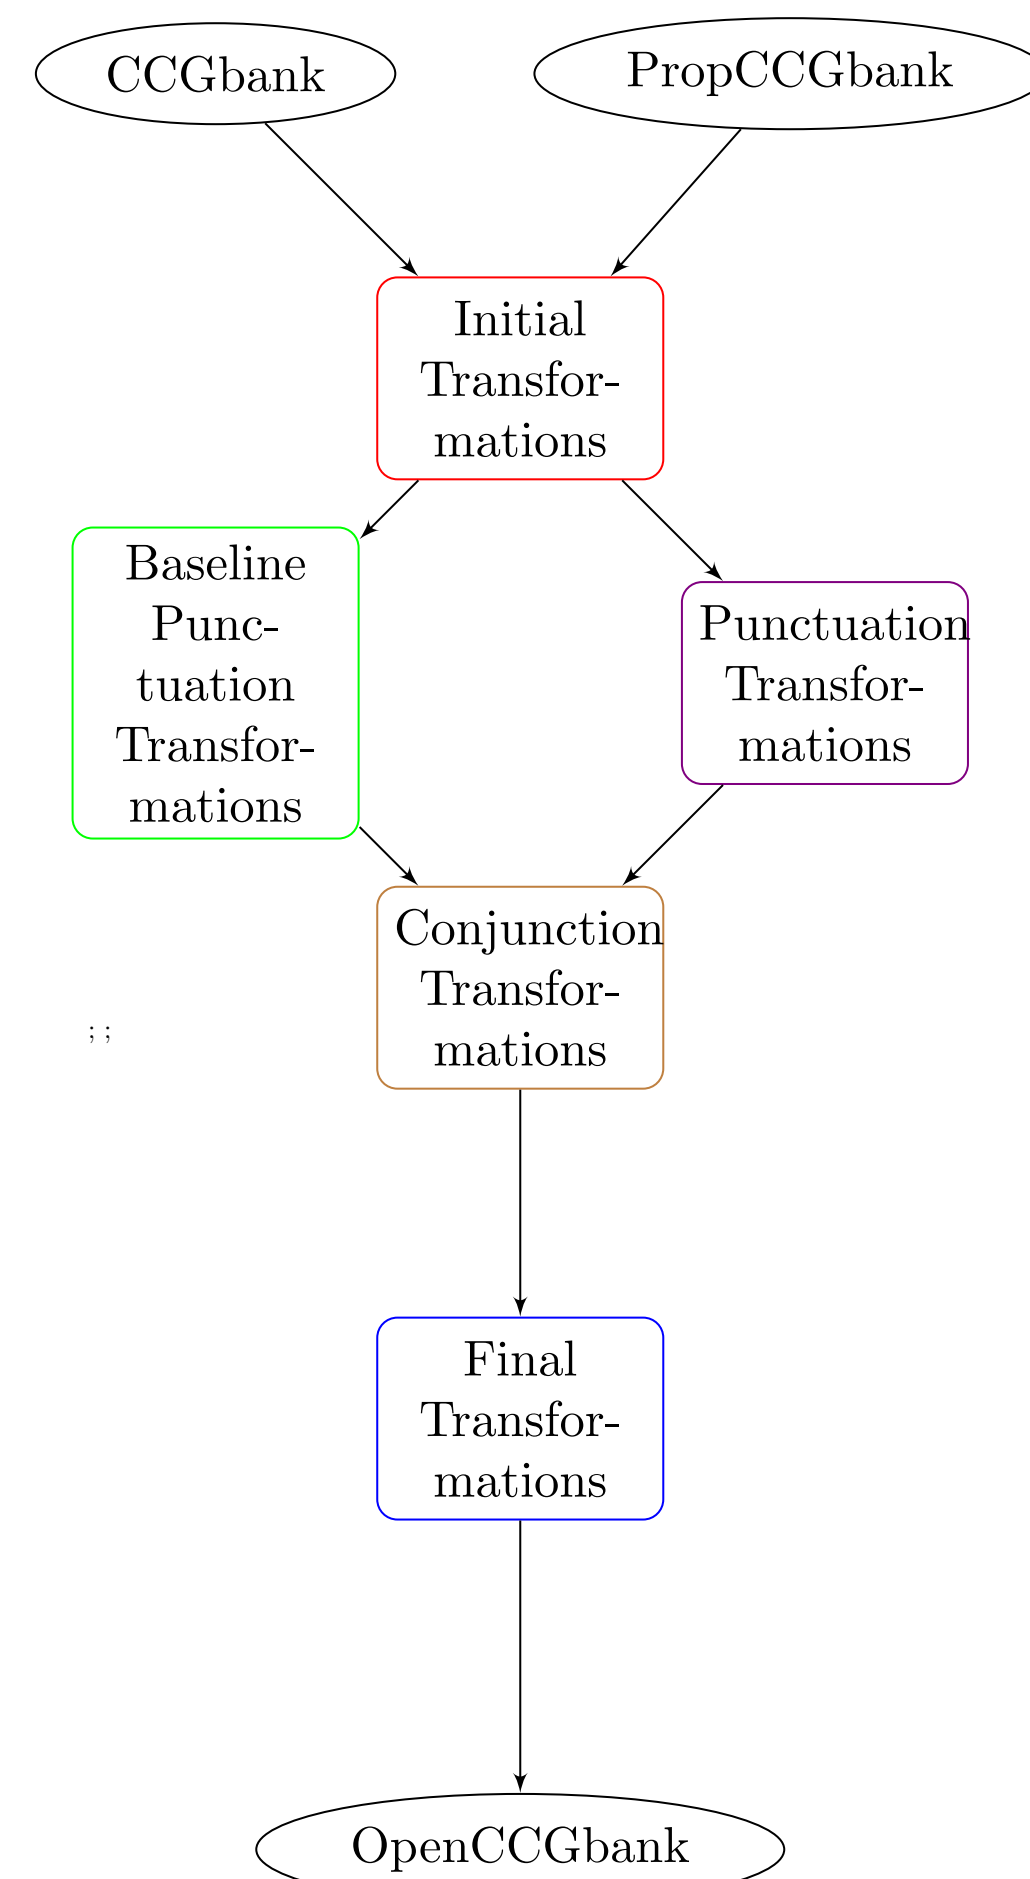 CCGbank
PropCCGbank
Initial
Transfor-
mations
Baseline
Punc-
tuation
Transfor-
mations
Punctuation
Transfor-
mations
Conjunction
Transfor-
mations
; ;
Final
Transfor-
mations
OpenCCGbank